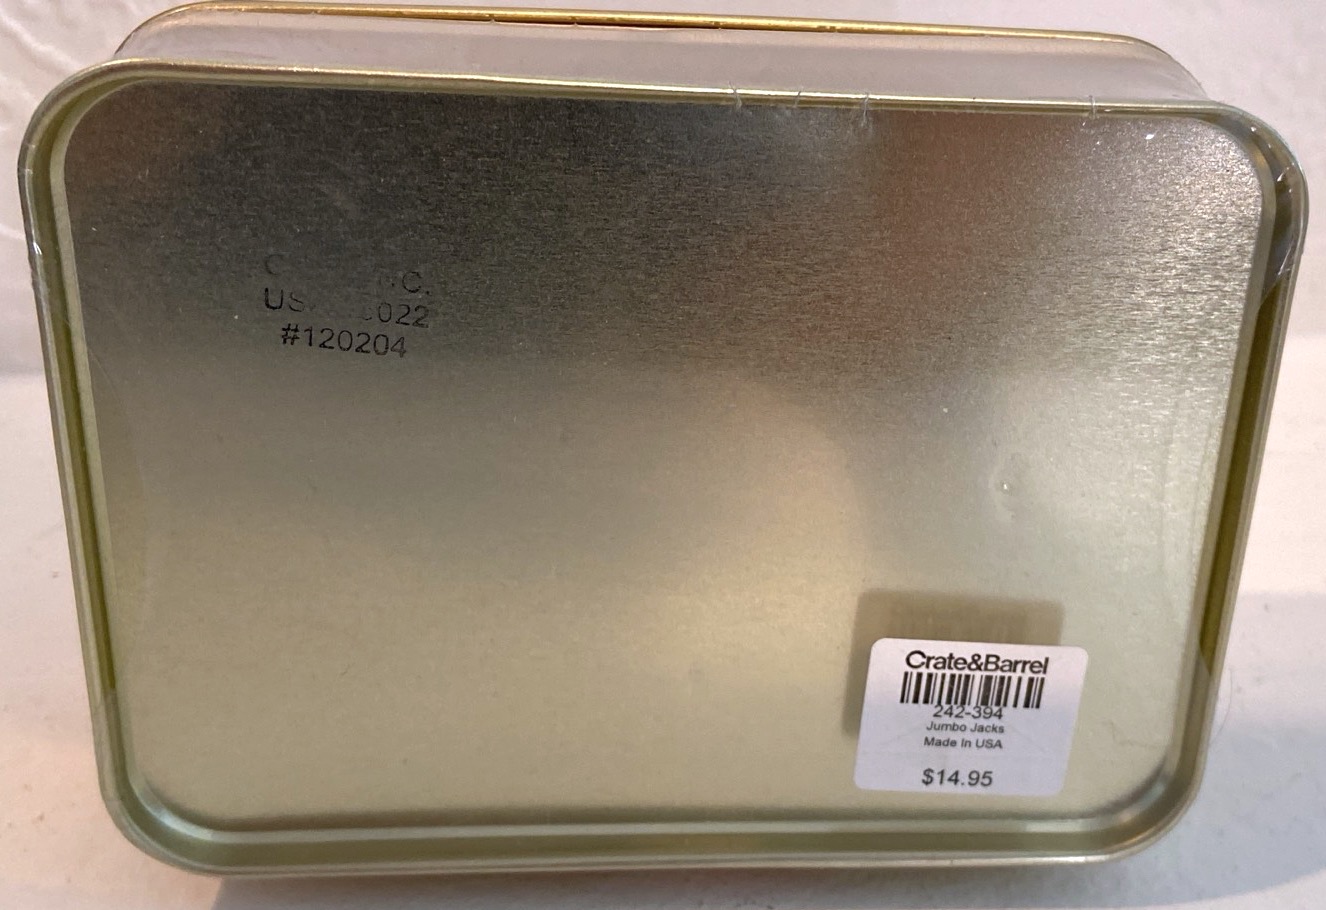 #120204
Crate&Barrel
242-394
Jumbo Jacks
Made In USA
$14.95